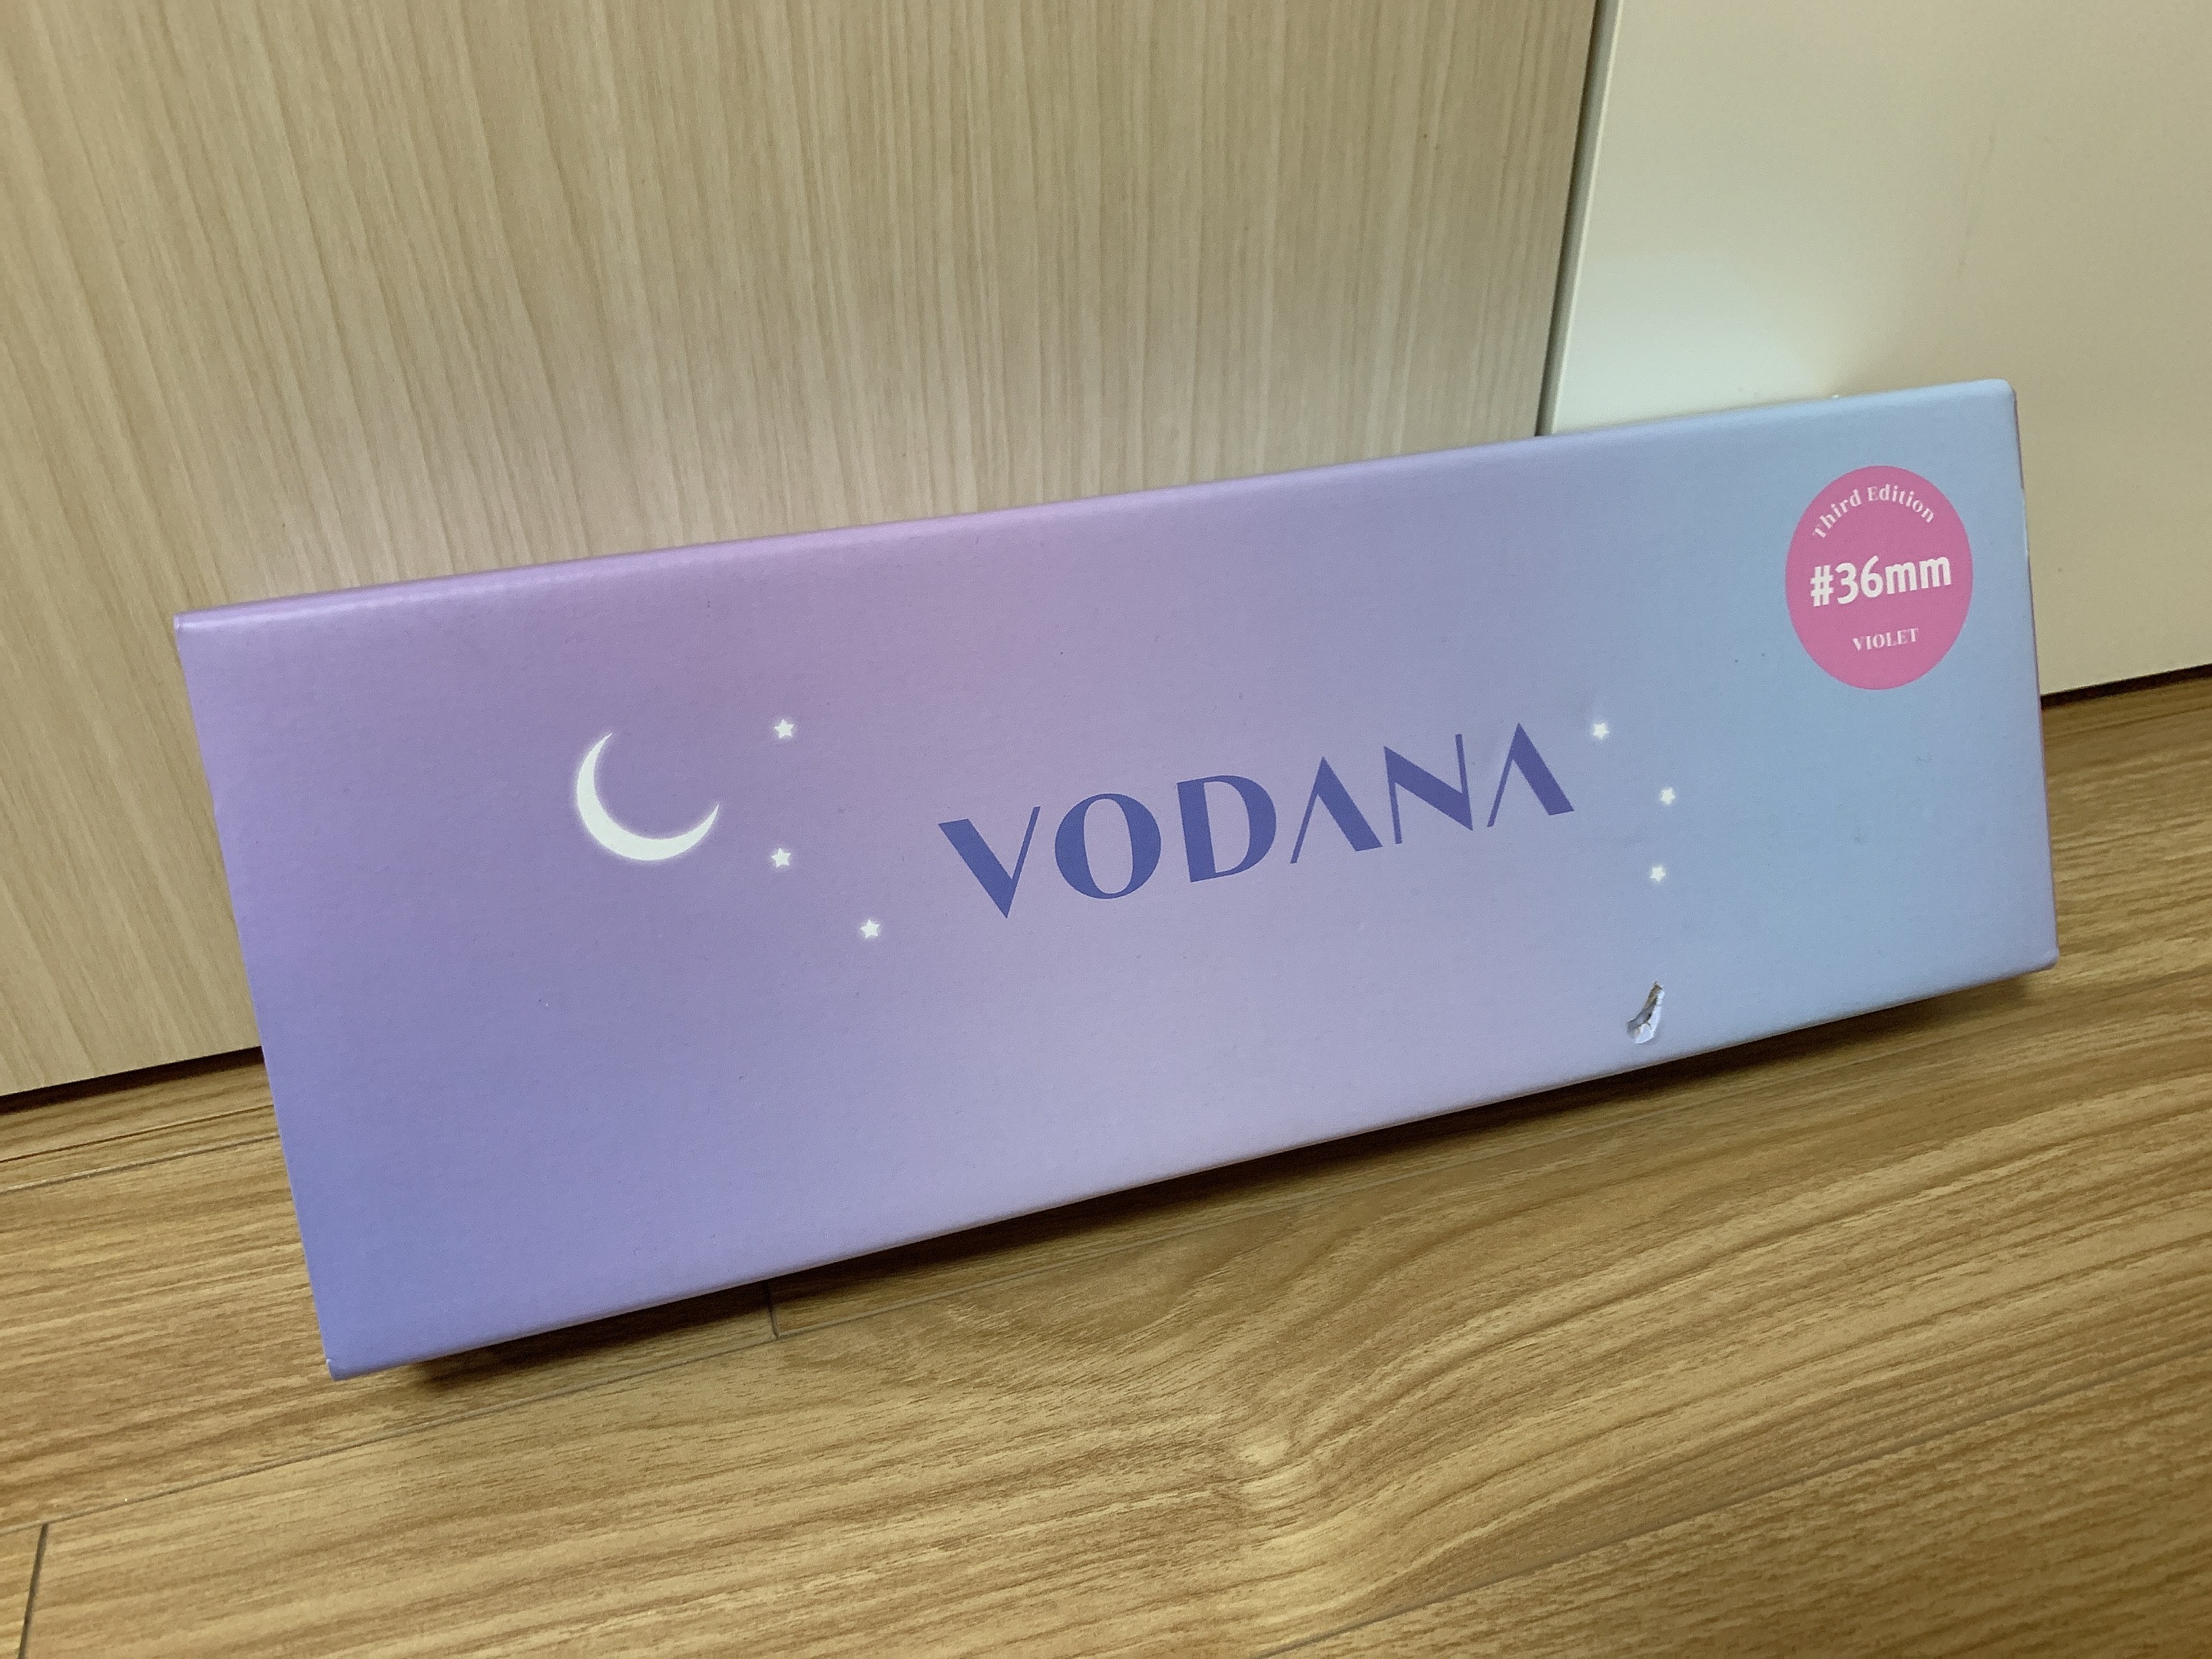 Third Edition
#36mm
VIOLET
VODANA